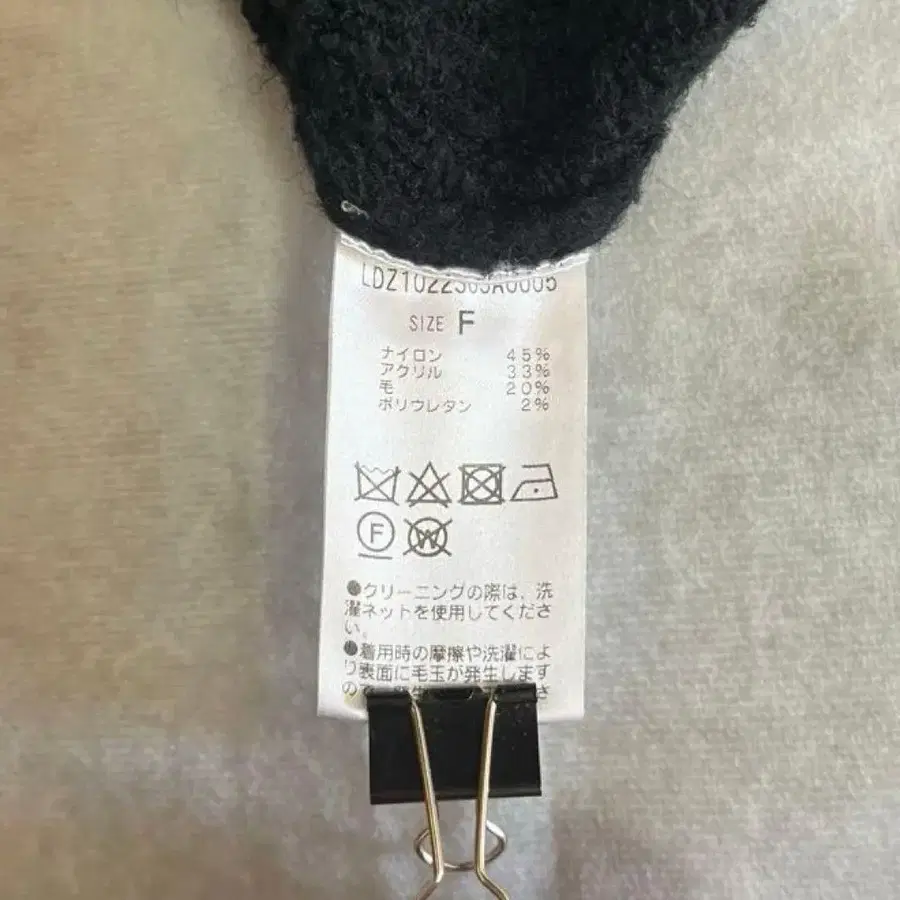 SIZE F
ナイロン 45%
アクリル 33%
毛 20%
ポリウレタン 2%
F
W
●クリーニングの際は、洗
濯ネットを使用してくださ
い。
●着用時の摩擦や洗濯によ
り表面に毛玉が発生します
ので